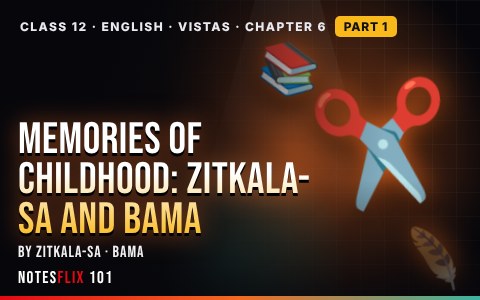 CLASS 12 · ENGLISH · VISTAS · CHAPTER 6 PART 1
MEMORIES OF
CHILDHOOD: ZITKALA-
SA AND BAMA
BY ZITKALA-SA · BAMA
NOTESFLIX 101